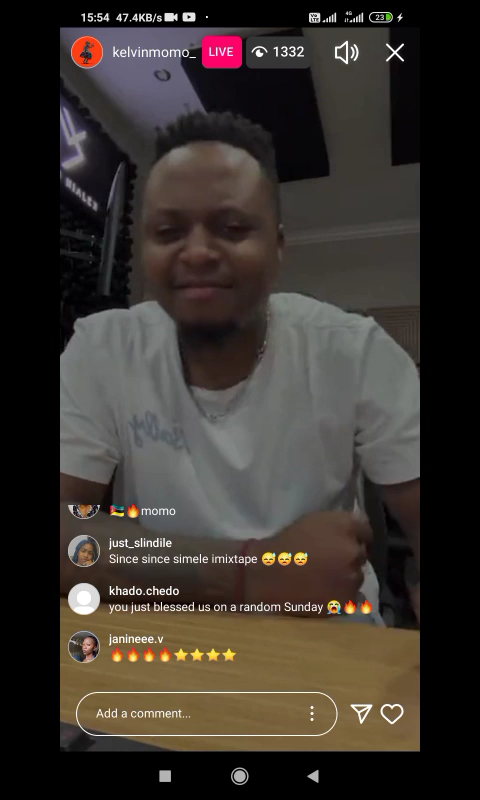 15:54 47.4KB/s
4G
23
kelvinmomo_ LIVE 1332
🇲🇿🔥momo
just_slindile
Since since simele imixtape 😅😅😅
khado.chedo
you just blessed us on a random Sunday 😭🔥🔥
janineee.v
🔥🔥🔥🔥⭐⭐⭐⭐
Add a comment...